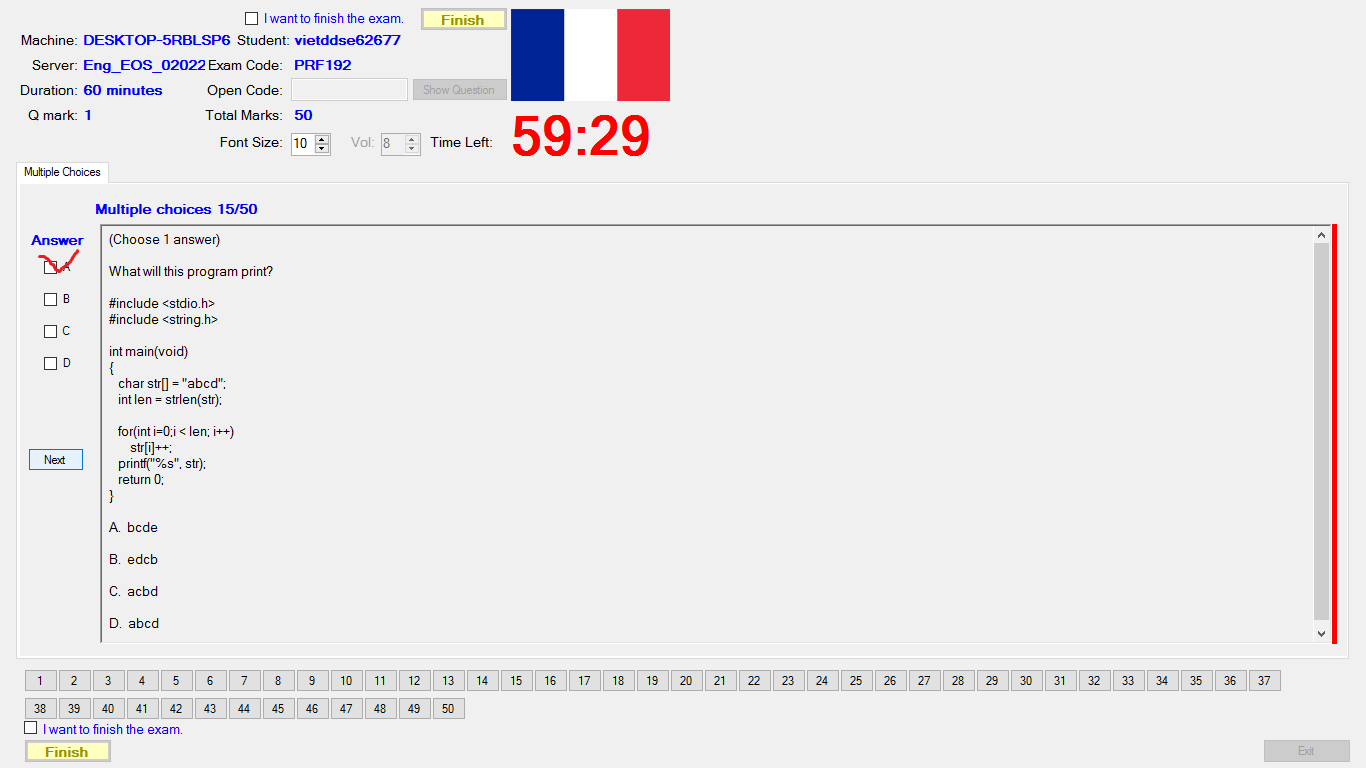 I want to finish the exam. Finish
Machine: DESKTOP-5RBLSP6 Student: vietddse62677
Server: Eng_EOS_02022 Exam Code: PRF192
Duration: 60 minutes Open Code: Show Question
Q mark: 1 Total Marks: 50
Font Size: 10 Vol: 8 Time Left: 59:29
Multiple Choices
Multiple choices 15/50
Answer
A
B
C
D
Next
(Choose 1 answer)
What will this program print?
#include <stdio.h>
#include <string.h>
int main(void)
{
char str[] = "abcd";
int len = strlen(str);
for(int i=0;i < len; i++)
str[i]++;
printf("%s", str);
return 0;
}
A. bcde
B. edcb
C. acbd
D. abcd
1 2 3 4 5 6 7 8 9 10 11 12 13 14 15 16 17 18 19 20 21 22 23 24 25 26 27 28 29 30 31 32 33 34 35 36 37
38 39 40 41 42 43 44 45 46 47 48 49 50
I want to finish the exam.
Finish Exit